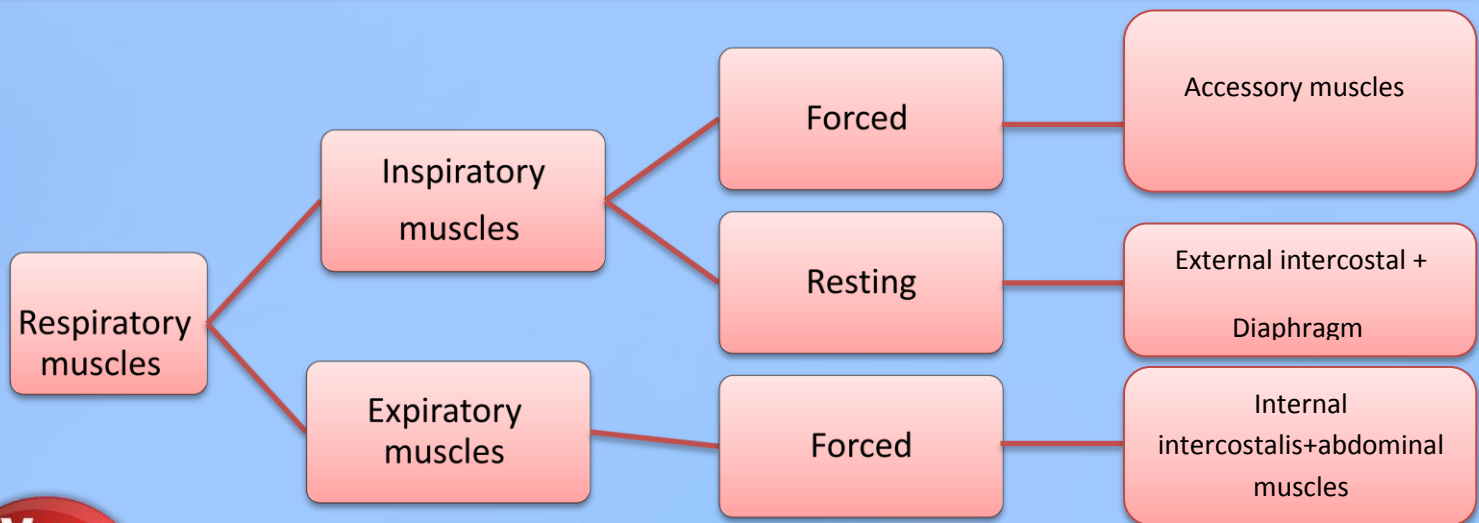 Respiratory
muscles
Inspiratory
muscles
Expiratory
muscles
Forced
Resting
Forced
Accessory muscles
External intercostal +
Diaphragm
Internal
intercostalis+abdominal
muscles